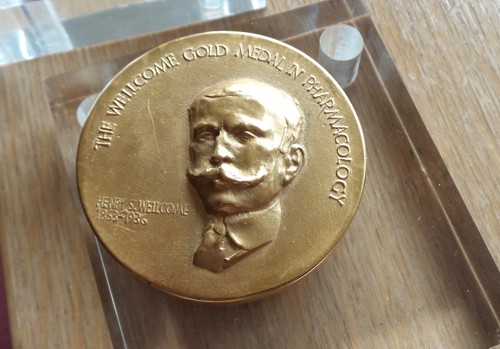 THE WELLCOME GOLD MEDAL IN PHARMACOLOGY
HENRY S. WELLCOME
1853-1936